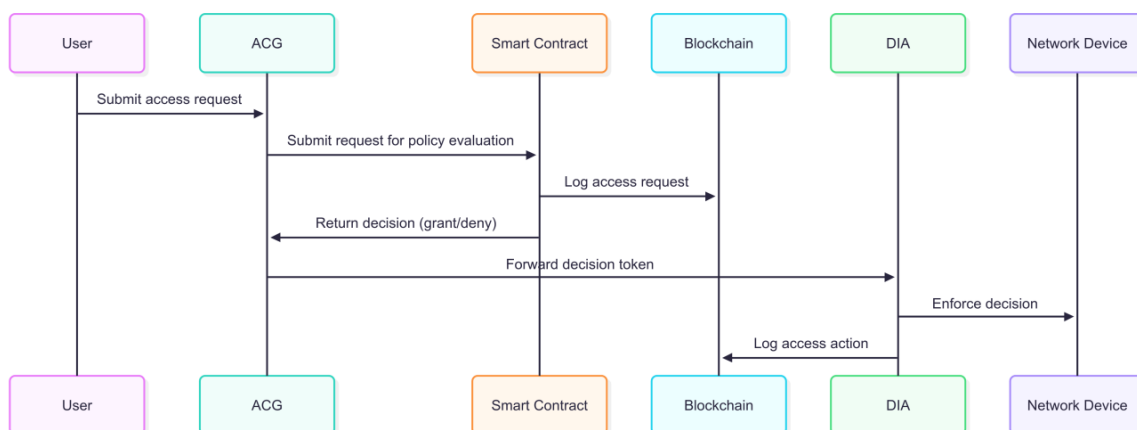 User
ACG
Smart Contract
Blockchain
DIA
Network Device
Submit access request
Submit request for policy evaluation
Log access request
Return decision (grant/deny)
Forward decision token
Enforce decision
Log access action
User
ACG
Smart Contract
Blockchain
DIA
Network Device